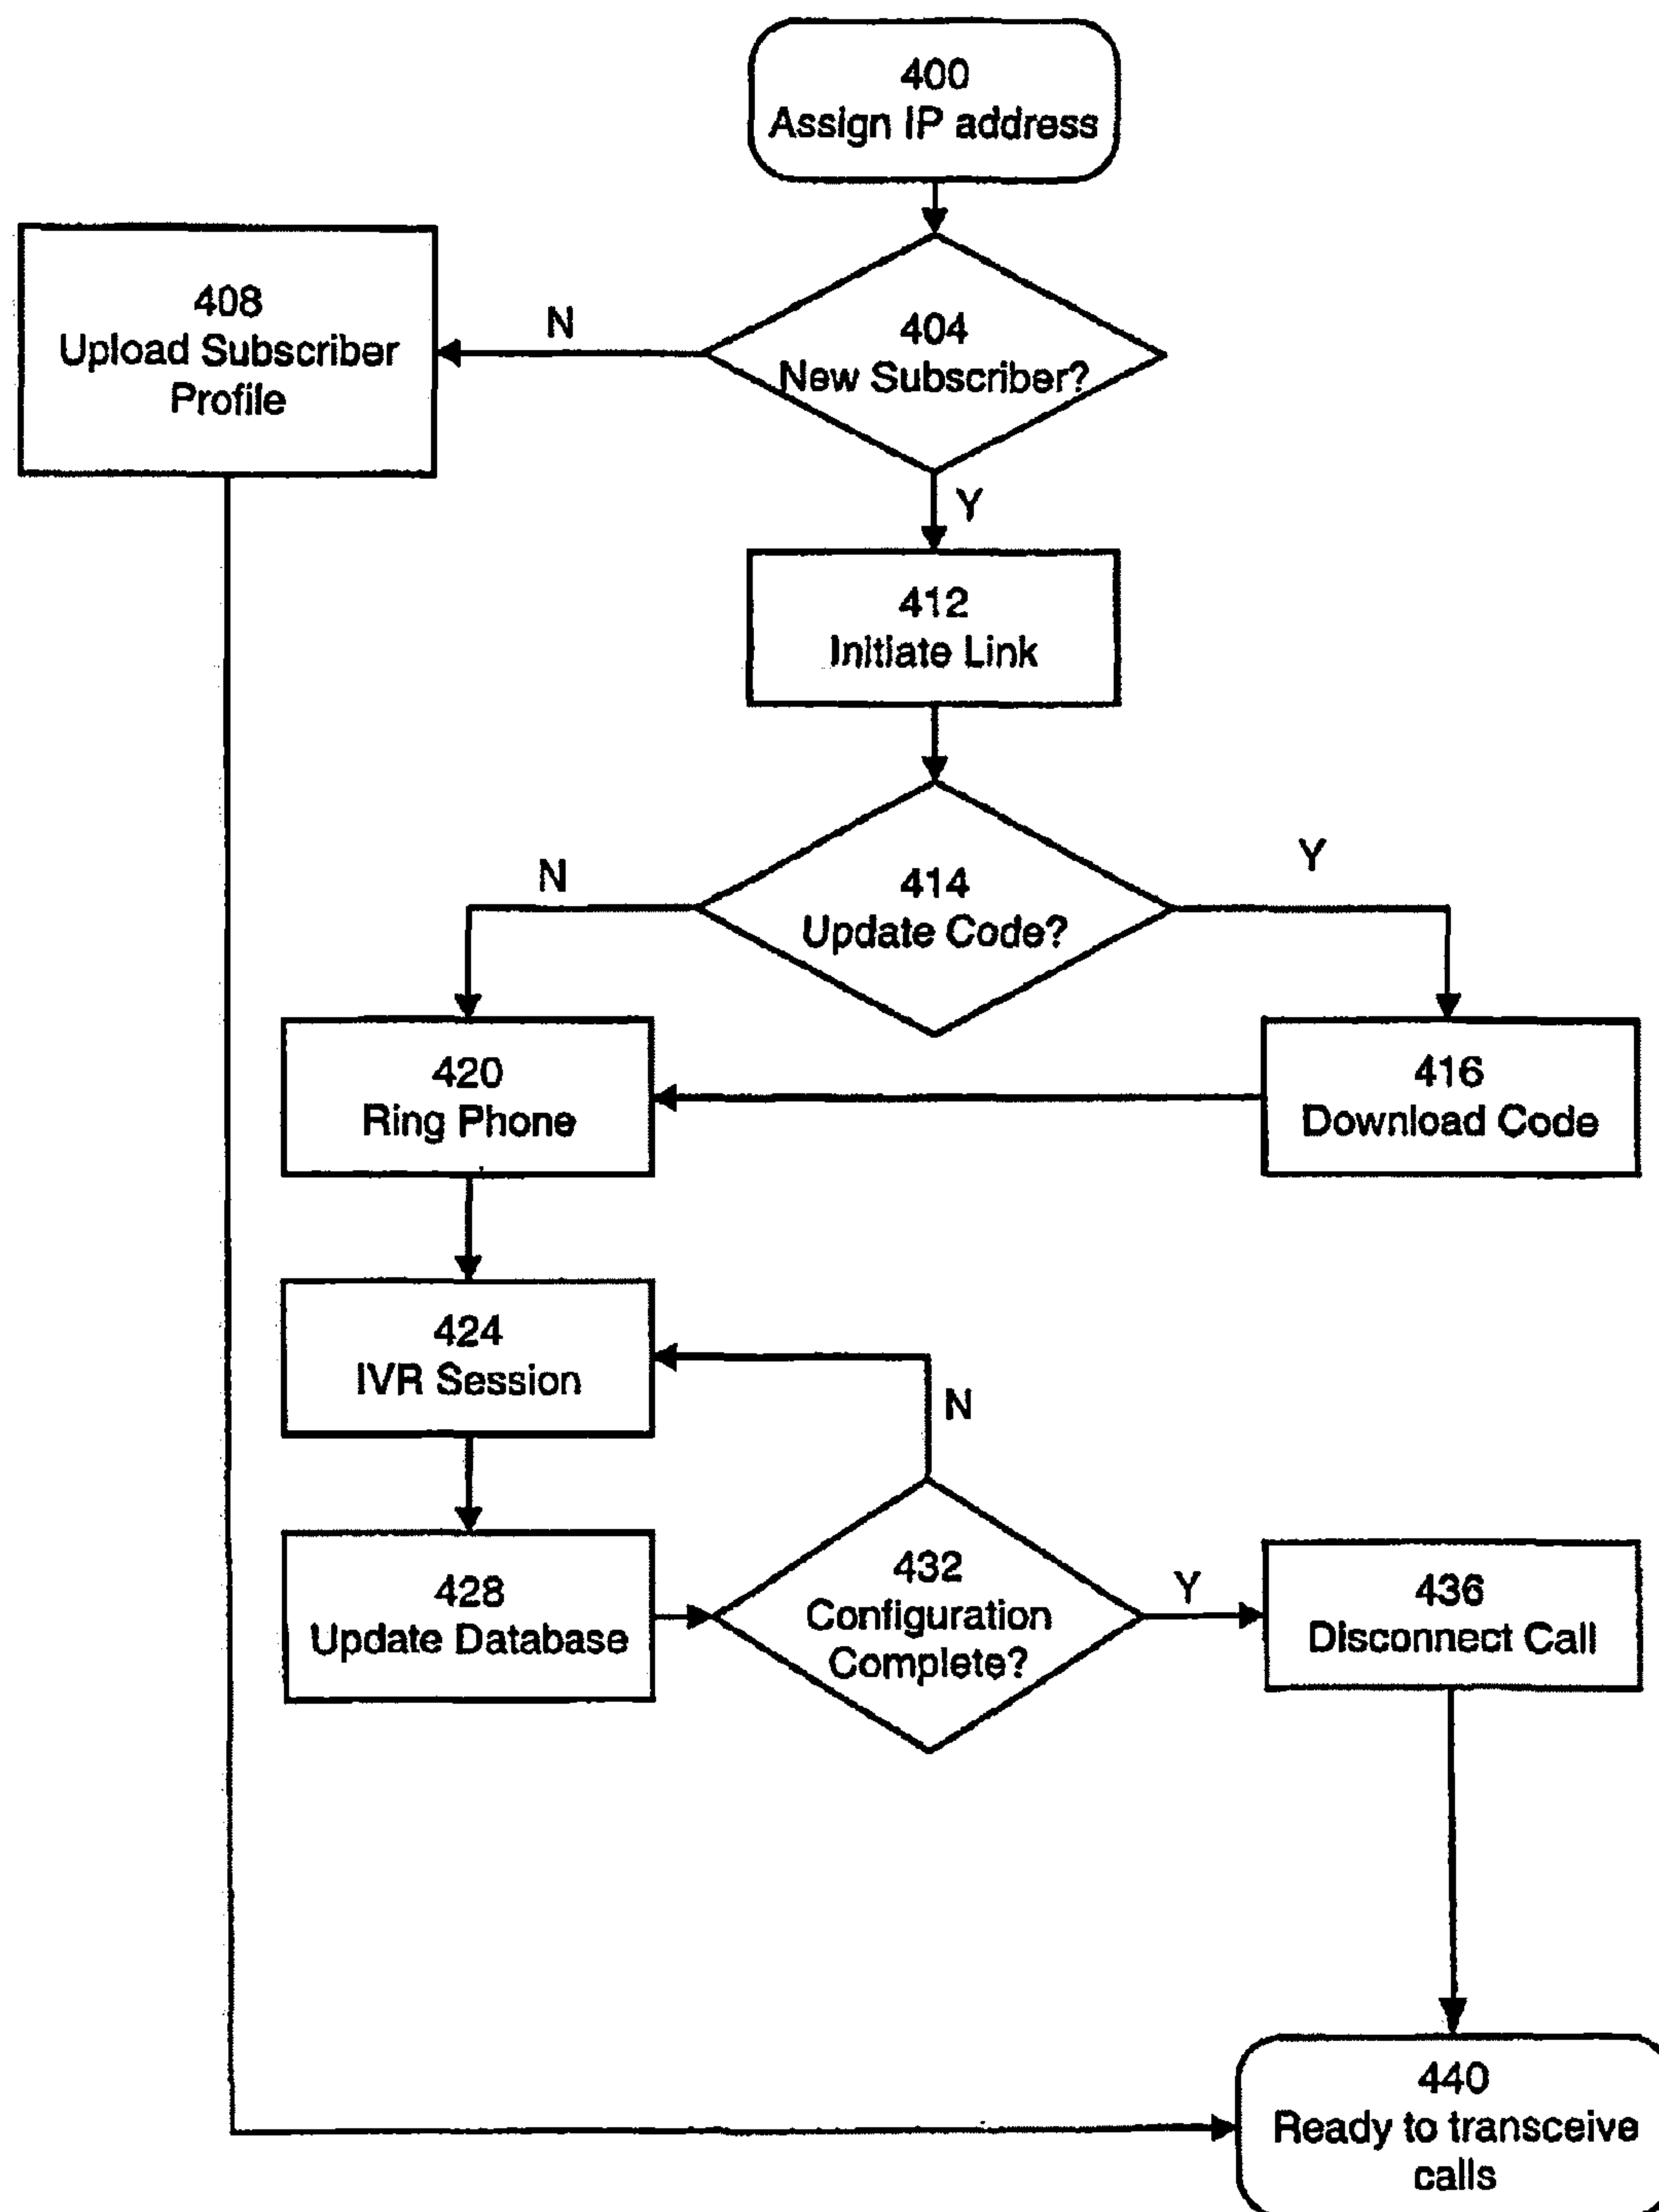 400
Assign IP address
404
New Subscriber?
N
408
Upload Subscriber
Profile
Y
412
Initiate Link
414
Update Code?
N
Y
420
Ring Phone
416
Download Code
424
IVR Session
N
428
Update Database
432
Configuration
Complete?
Y
436
Disconnect Call
440
Ready to transceive
calls